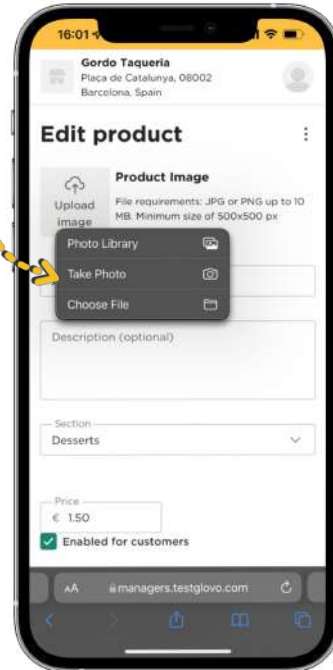 16:01
Gordo Taqueria
Plaça de Catalunya, 08002
Barcelona, Spain
Edit product
Product Image
Upload
image
File requirements: JPG or PNG up to 10
MB. Minimum size of 500x500 px
Photo Library
Take Photo
Choose File
Description (optional)
Section
Desserts
Price
€ 1.50
Enabled for customers
AA
managers.testglovo.com